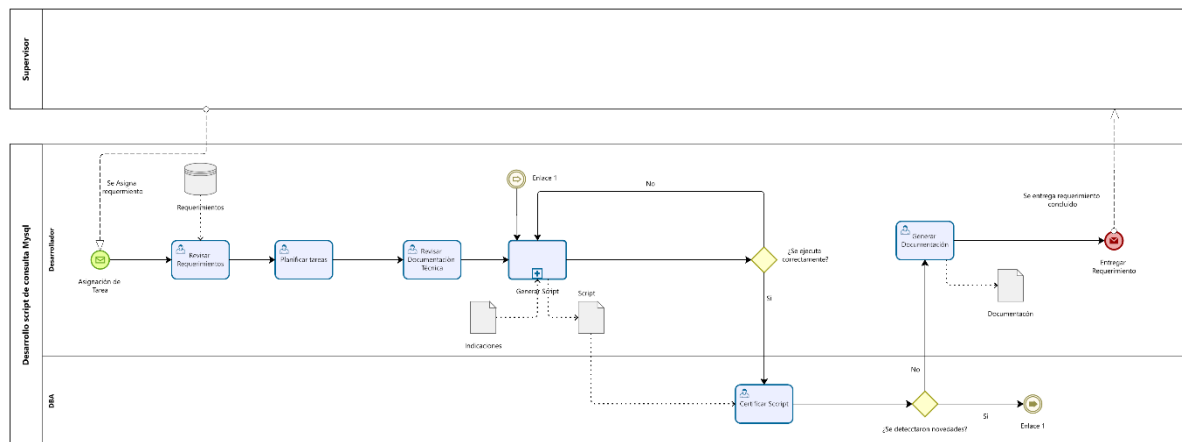 Supervisor
Desarrollo script de consulta Mysql
Desarrollador
DBA
Se Asigna
requerimiento
Requerimientos
Enlace 1
No
Se entrega requerimiento
concluido
Asignación de
Tarea
Revisar
Requerimientos
Planificar tareas
Revisar
Documentación
Técnica
Generar Script
¿Se ejecuta
correctamente?
Generar
Documentación
Entregar
Requerimiento
Indicaciones
Script
Si
Documentación
No
Certificar Script
¿Se detecctaron novedades?
Si
Enlace 1